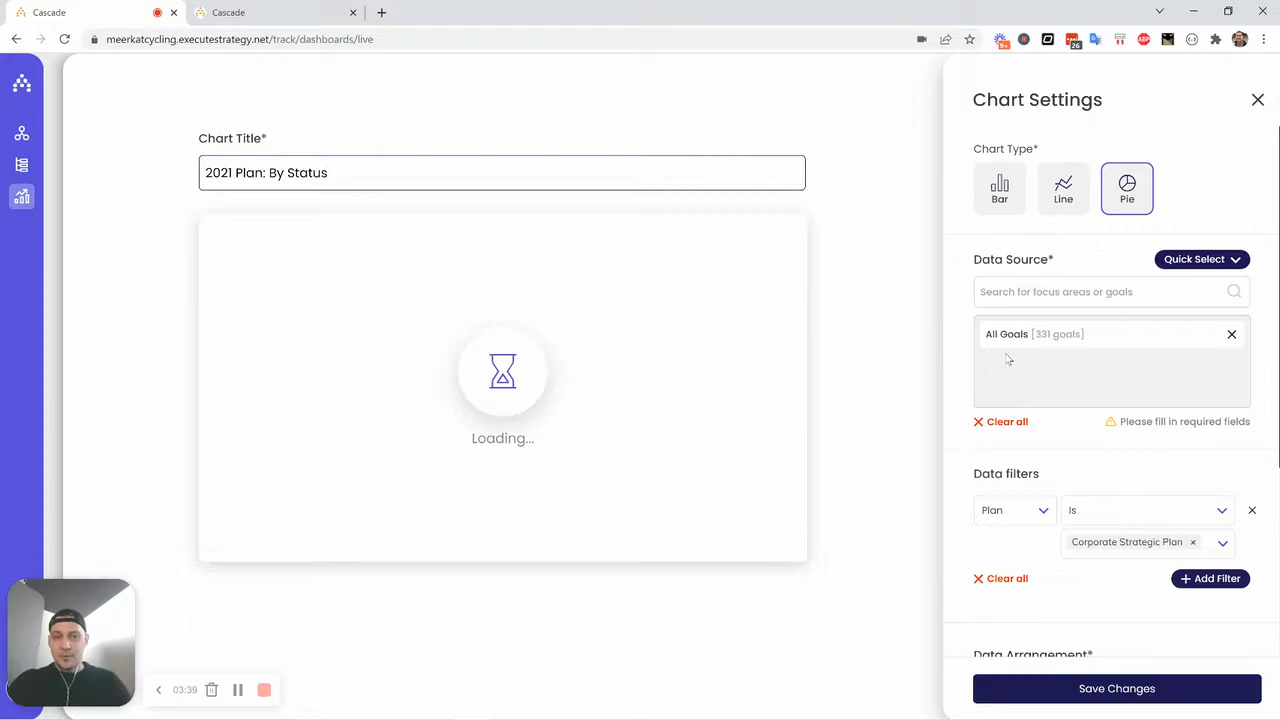 Cascade
Cascade
meerkatcycling.executestrategy.net/track/dashboards/live
9+
26
ABP
Chart Settings
Chart Title*
Chart Type*
2021 Plan: By Status
Bar
Line
Pie
Data Source*
Quick Select
Search for focus areas or goals
All Goals [331 goals]
Loading...
Clear all
Please fill in required fields
Data filters
Plan
Is
Corporate Strategic Plan ×
Clear all
+ Add Filter
Data Arrangement*
03:39
Save Changes